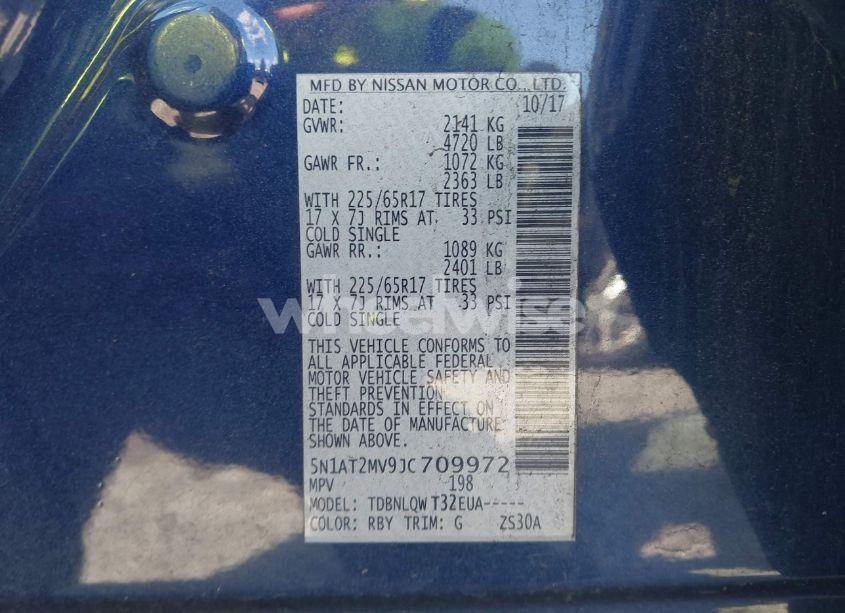 MFD BY NISSAN MOTOR CO., LTD.
DATE: 10/17
GVWR: 2141 KG
4720 LB
GAWR FR.: 1072 KG
2363 LB
WITH 225/65R17 TIRES
17 X 7J RIMS AT 33 PSI
COLD SINGLE
GAWR RR.: 1089 KG
2401 LB
WITH 225/65R17 TIRES
17 X 7J RIMS AT 33 PSI
COLD SINGLE
wheelwise
THIS VEHICLE CONFORMS TO
ALL APPLICABLE FEDERAL
MOTOR VEHICLE SAFETY AND
THEFT PREVENTION
STANDARDS IN EFFECT ON
THE DATE OF MANUFACTURE
SHOWN ABOVE.
5N1AT2MV9JC709972
MPV 198
MODEL: TDBNLQW T32EUA-----
COLOR: RBY TRIM: G ZS30A